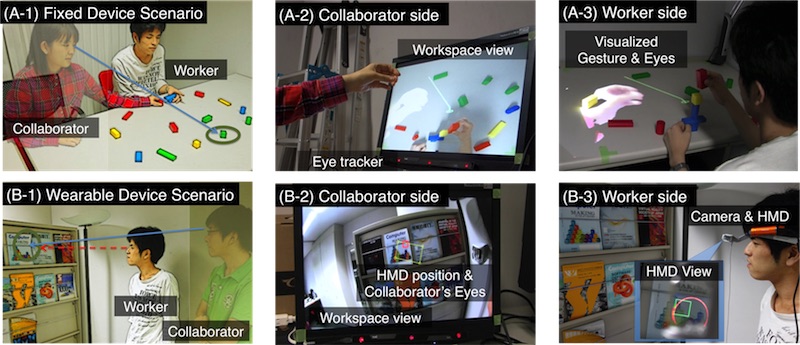 (A-1) Fixed Device Scenario
Worker
Collaborator
(A-2) Collaborator side
Workspace view
Eye tracker
(A-3) Worker side
Visualized
Gesture & Eyes
(B-1) Wearable Device Scenario
Worker
Collaborator
(B-2) Collaborator side
Computer
HMD position &
Collaborator's Eyes
Workspace view
(B-3) Worker side
Camera & HMD
HMD View